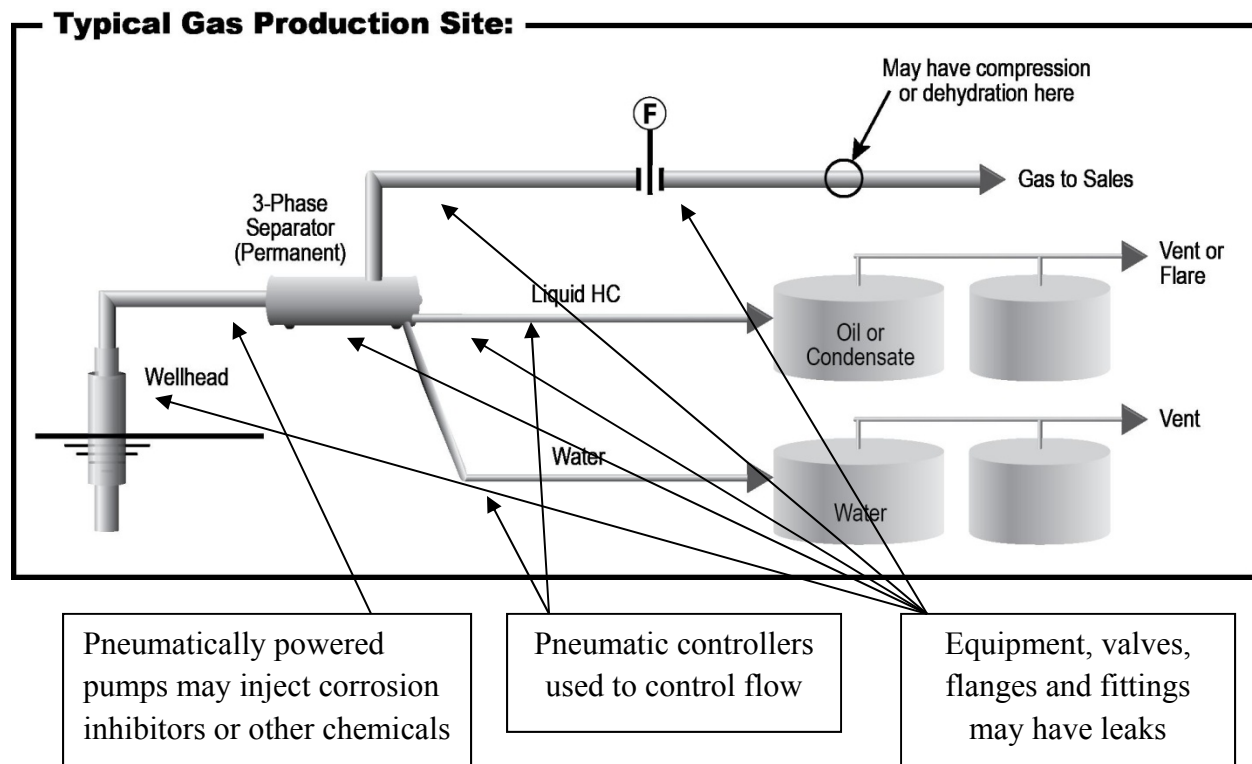 Typical Gas Production Site:
May have compression
or dehydration here
F
Gas to Sales
3-Phase
Separator
(Permanent)
Vent or
Flare
Liquid HC
Oil or
Condensate
Wellhead
Vent
Water
Water
Pneumatically powered
pumps may inject corrosion
inhibitors or other chemicals
Pneumatic controllers
used to control flow
Equipment, valves,
flanges and fittings
may have leaks